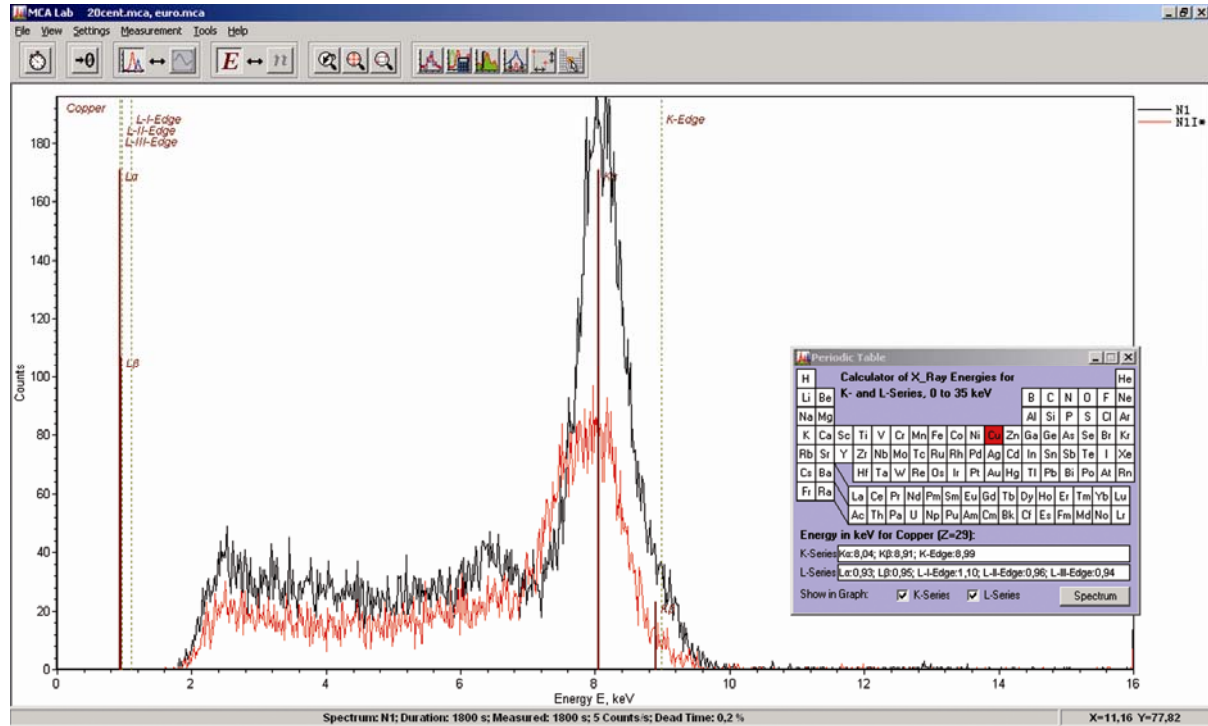 MCA Lab 20cent.mca, euro.mca
File View Settings Measurement Tools Help
→0 ↔ E ↔ n
Copper
L-I-Edge
L-II-Edge
L-III-Edge
K-Edge
N1
N1I*
Lα
Kα
Lβ
Kβ
180
160
140
120
100
80
60
40
20
0
Counts
0 2 4 6 8 10 12 14 16
Energy E, keV
Periodic Table
Calculator of X_Ray Energies for
K- and L-Series, 0 to 35 keV
H He
Li Be B C N O F Ne
Na Mg Al Si P S Cl Ar
K Ca Sc Ti V Cr Mn Fe Co Ni Cu Zn Ga Ge As Se Br Kr
Rb Sr Y Zr Nb Mo Tc Ru Rh Pd Ag Cd In Sn Sb Te I Xe
Cs Ba Hf Ta W Re Os Ir Pt Au Hg Tl Pb Bi Po At Rn
Fr Ra
La Ce Pr Nd Pm Sm Eu Gd Tb Dy Ho Er Tm Yb Lu
Ac Th Pa U Np Pu Am Cm Bk Cf Es Fm Md No Lr
Energy in keV for Copper (Z=29):
K-Series Kα:8,04; Kβ:8,91; K-Edge:8,99
L-Series Lα:0,93; Lβ:0,95; L-I-Edge:1,10; L-II-Edge:0,96; L-III-Edge:0,94
Show in Graph: K-Series L-Series Spectrum
Spectrum: N1; Duration: 1800 s; Measured: 1800 s; 5 Counts/s; Dead Time: 0,2 %
X=11,16 Y=77,82